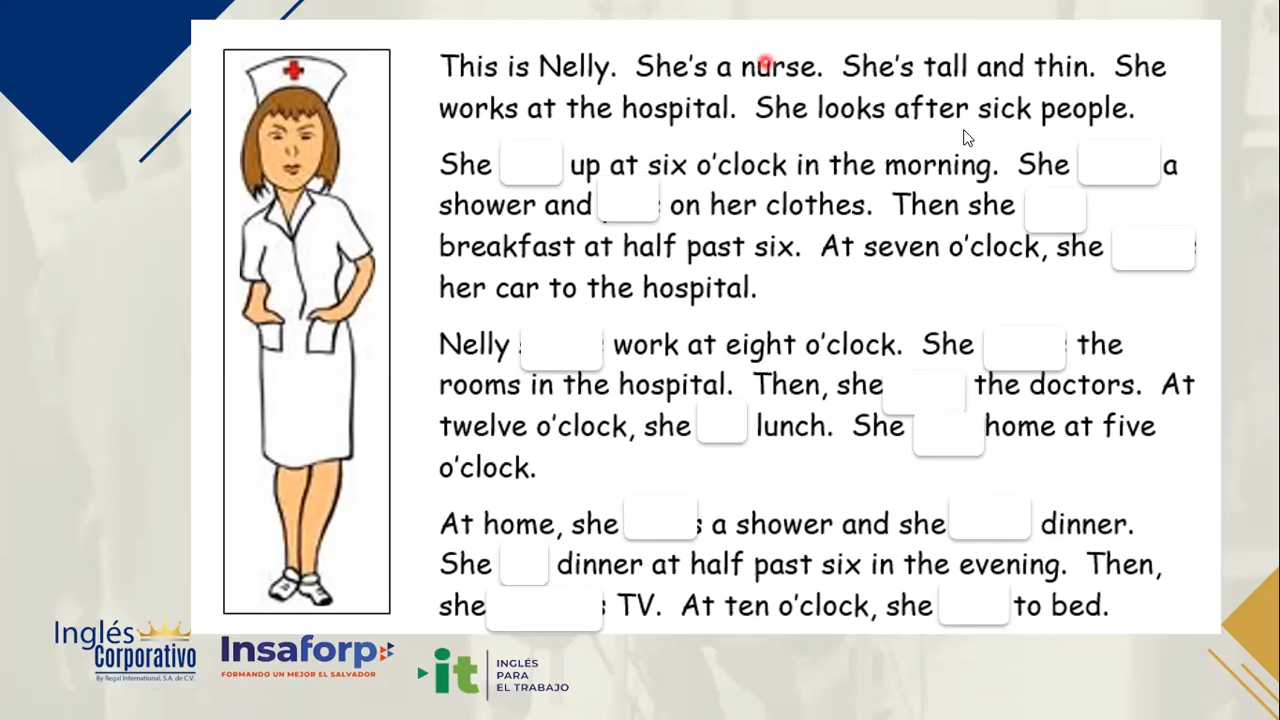 This is Nelly. She's a nurse. She's tall and thin. She
works at the hospital. She looks after sick people.
She up at six o'clock in the morning. She a
shower and on her clothes. Then she
breakfast at half past six. At seven o'clock, she
her car to the hospital.
Nelly work at eight o'clock. She the
rooms in the hospital. Then, she the doctors. At
twelve o'clock, she lunch. She home at five
o'clock.
At home, she s a shower and she dinner.
She dinner at half past six in the evening. Then,
she TV. At ten o'clock, she to bed.
Inglés
Corporativo
By Regal International, S.A. de C.V.
Insaforp
FORMANDO UN MEJOR EL SALVADOR
it
INGLÉS
PARA
EL TRABAJO